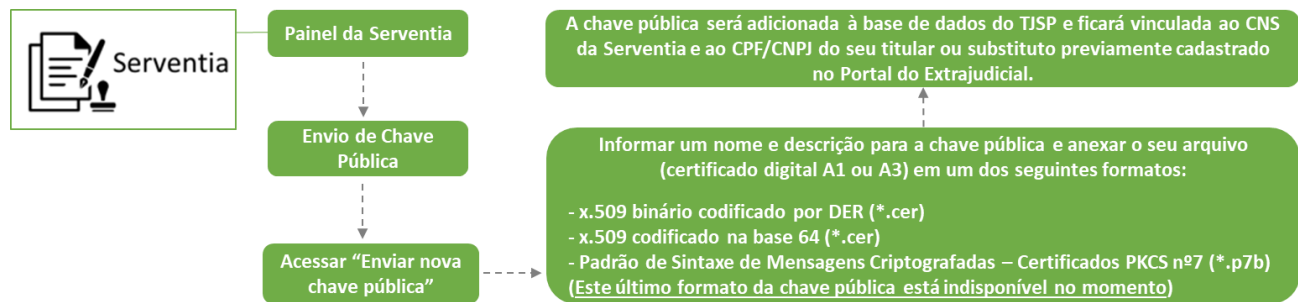 Serventia
Painel da Serventia
Envio de Chave
Pública
Acessar “Enviar nova
chave pública”
Informar um nome e descrição para a chave pública e anexar o seu arquivo
(certificado digital A1 ou A3) em um dos seguintes formatos:
- x.509 binário codificado por DER (*.cer)
- x.509 codificado na base 64 (*.cer)
- Padrão de Sintaxe de Mensagens Criptografadas – Certificados PKCS nº7 (*.p7b)
(Este último formato da chave pública está indisponível no momento)
A chave pública será adicionada à base de dados do TJSP e ficará vinculada ao CNS
da Serventia e ao CPF/CNPJ do seu titular ou substituto previamente cadastrado
no Portal do Extrajudicial.